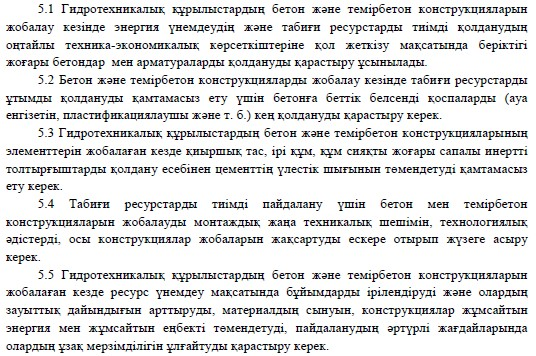 5.1 Гидротехникалық құрылыстардың бетон және темірбетон конструкцияларын
жобалау кезінде энергия үнемдеудің және табиғи ресурстарды тиімді қолданудың
оңтайлы техника-экономикалық көрсеткіштеріне қол жеткізу мақсатында беріктігі
жоғары бетондар мен арматураларды қолдануды қарастыру ұсынылады.
5.2 Бетон және темірбетон конструкцияларды жобалау кезінде табиғи ресурстарды
ұтымды қолдануды қамтамасыз ету үшін бетонға беттік белсенді қоспаларды (ауа
енгізетін, пластификациялаушы және т. б.) кең қолдануды қарастыру керек.
5.3 Гидротехникалық құрылыстардың бетон және темірбетон конструкцияларының
элементтерін жобалаған кезде қиыршық тас, ірі құм, құм сияқты жоғары сапалы инертті
толтырғыштарды қолдану есебінен цементтің үлестік шығынын төмендетуді қамтамасыз
ету керек.
5.4 Табиғи ресурстарды тиімді пайдалану үшін бетон мен темірбетон
конструкцияларын жобалауды монтаждық жаңа техникалық шешімін, технологиялық
әдістерді, осы конструкциялар жобаларын жақсартуды ескере отырып жүзеге асыру
керек.
5.5 Гидротехникалық құрылыстардың бетон және темірбетон конструкцияларын
жобалаған кезде ресурс үнемдеу мақсатында бұйымдарды ірілендіруді және олардың
зауыттық дайындығын арттыруды, материалдың сынуын, конструкциялар жұмсайтын
энергия мен жұмсайтын еңбекті төмендетуді, пайдаланудың әртүрлі жағдайларында
олардың ұзақ мерзімділігін ұлғайтуды қарастыру керек.